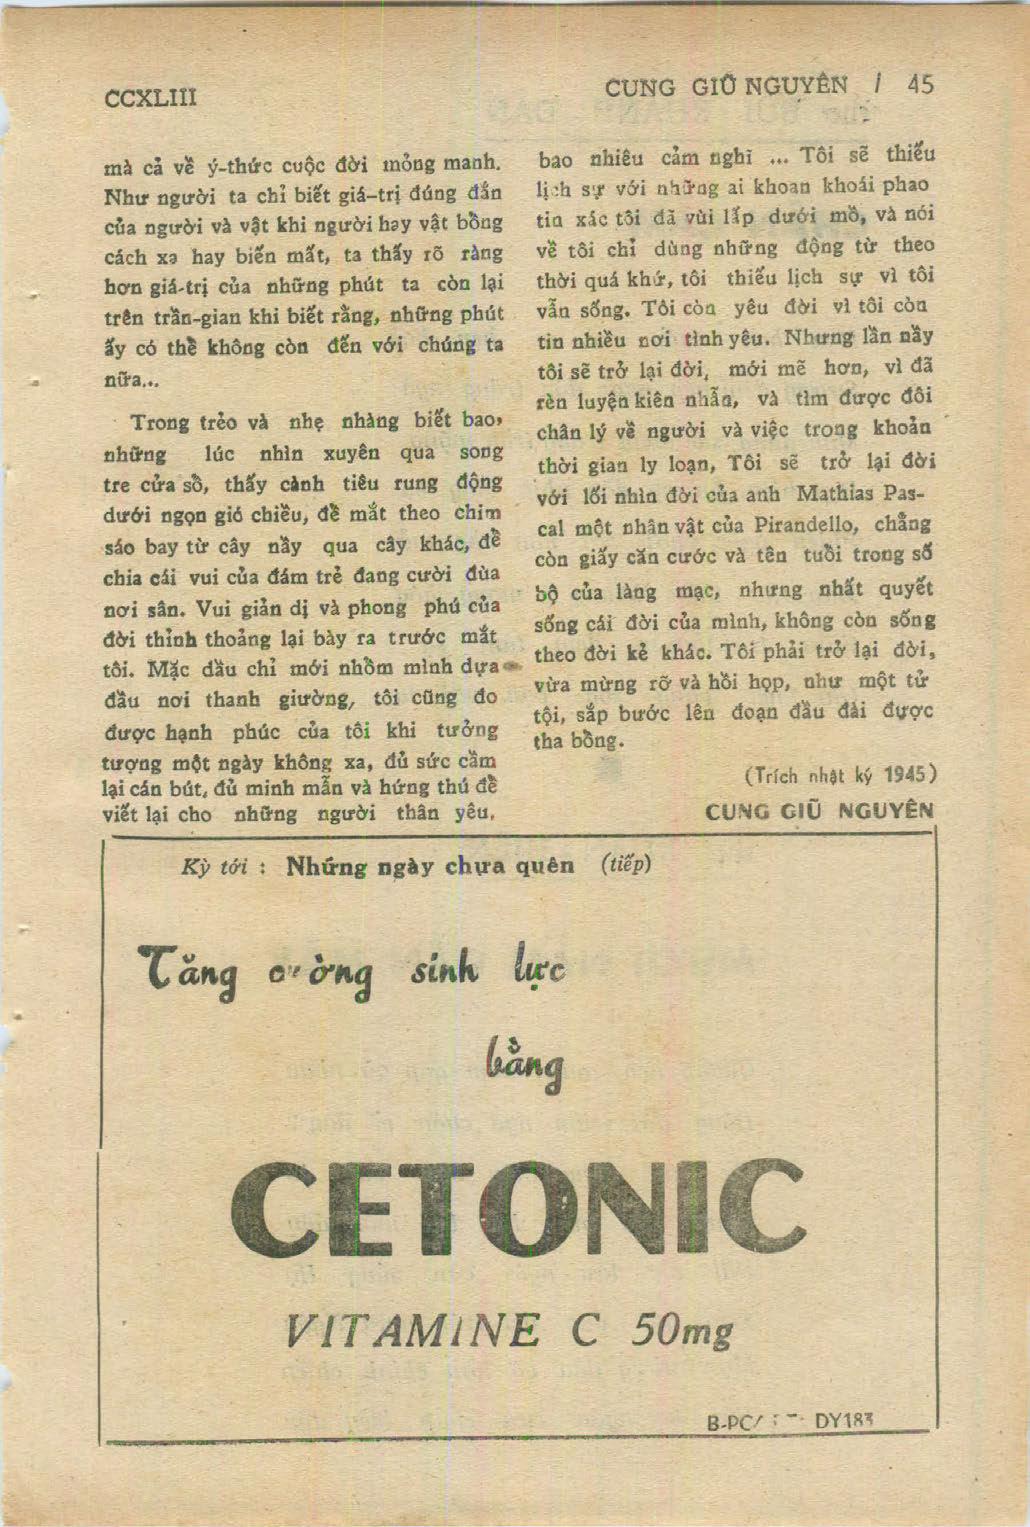 CCXLIII
CUNG GIŨ NGUYÊN / 45
mà cả về ý-thức cuộc đời mỏng manh.
Như người ta chỉ biết giá-trị đúng đắn
của người và vật khi người hay vật bồng
cách xa hay biến mất, ta thấy rõ ràng
hơn giá-trị của những phút ta còn lại
trên trần-gian khi biết rằng, những phút
ấy có thể không còn đến với chúng ta
nữa...
Trong trẻo và nhẹ nhàng biết bao,
những lúc nhìn xuyên qua song
tre cửa sổ, thấy cành tiêu rung động
dưới ngọn gió chiều, để mắt theo chim
sáo bay từ cây nầy qua cây khác, để
chia cái vui của đám trẻ đang cười đùa
nơi sân. Vui giản dị và phong phú của
đời thỉnh thoảng lại bày ra trước mắt
tôi. Mặc dầu chỉ mới nhồm mình dựa
đầu nơi thanh giường, tôi cũng đo
được hạnh phúc của tôi khi tưởng
tượng một ngày không xa, đủ sức cầm
lại cán bút, đủ minh mẫn và hứng thú để
viết lại cho những người thân yêu,
bao nhiêu cảm nghĩ ... Tôi sẽ thiếu
lịch sự với những ai khoan khoái phao
tin xác tôi đã vùi lấp dưới mồ, và nói
về tôi chỉ dùng những động từ theo
thời quá khứ, tôi thiếu lịch sự vì tôi
vẫn sống. Tôi còn yêu đời vì tôi còn
tin nhiều nơi tình yêu. Nhưng lần nầy
tôi sẽ trở lại đời, mới mẽ hơn, vì đã
rèn luyện kiên nhẫn, và tìm được đôi
chân lý về người và việc trong khoản
thời gian ly loạn, Tôi sẽ trở lại đời
với lối nhìn đời của anh Mathias Pas-
cal một nhân vật của Pirandello, chẳng
còn giấy căn cước và tên tuổi trong sổ
bộ của làng mạc, nhưng nhất quyết
sống cái đời của mình, không còn sống
theo đời kẻ khác. Tôi phải trở lại đời,
vừa mừng rỡ và hồi họp, như một tử
tội, sắp bước lên đoạn đầu đài được
tha bồng.
(Trích nhật ký 1945)
CUNG GIŨ NGUYÊN
Kỳ tới : Những ngày chưa quên (tiếp)
Tăng cường sinh lực
bằng
CETONIC
VITAMINE C 50mg
DY183